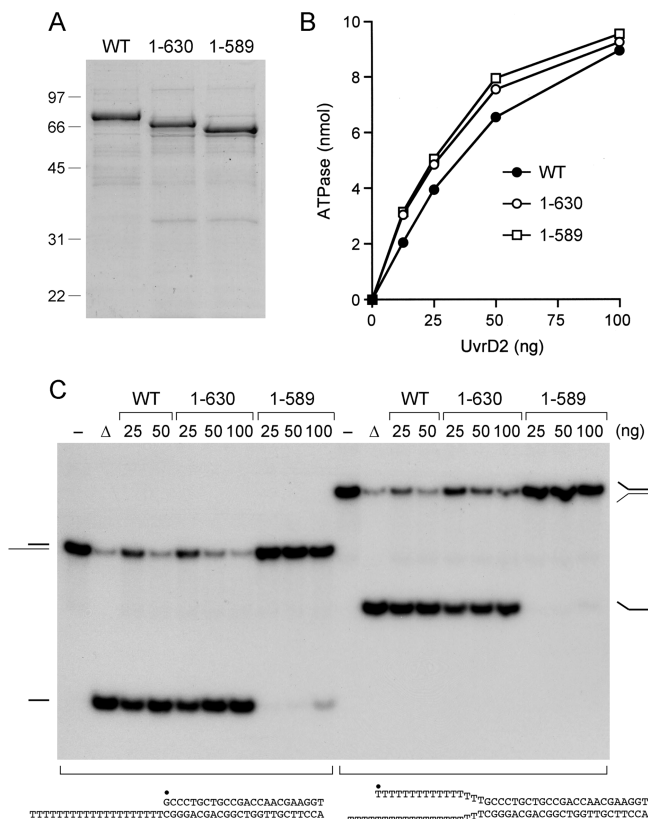 A
WT 1-630 1-589
97
66
45
31
22
B
ATPase (nmol)
10
8
6
4
2
0
WT
1-630
1-589
0 25 50 75 100
UvrD2 (ng)
C
WT 1-630 1-589 WT 1-630 1-589
– Δ 25 50 25 50 100 25 50 100 – Δ 25 50 25 50 100 25 50 100 (ng)
GCCCTGCTGCCGACCAACGAAGGT
TTTTTTTTTTTTTTTTTTTTCGGGACGACGGCTGGTTGCTTCCA
TTTTTTTTTTTTTTTTGCCCTGCTGCCGACCAACGAAGGT
TTTTTTTTTTTTTTTTTTTTCGGGACGACGGCTGGTTGCTTCCA